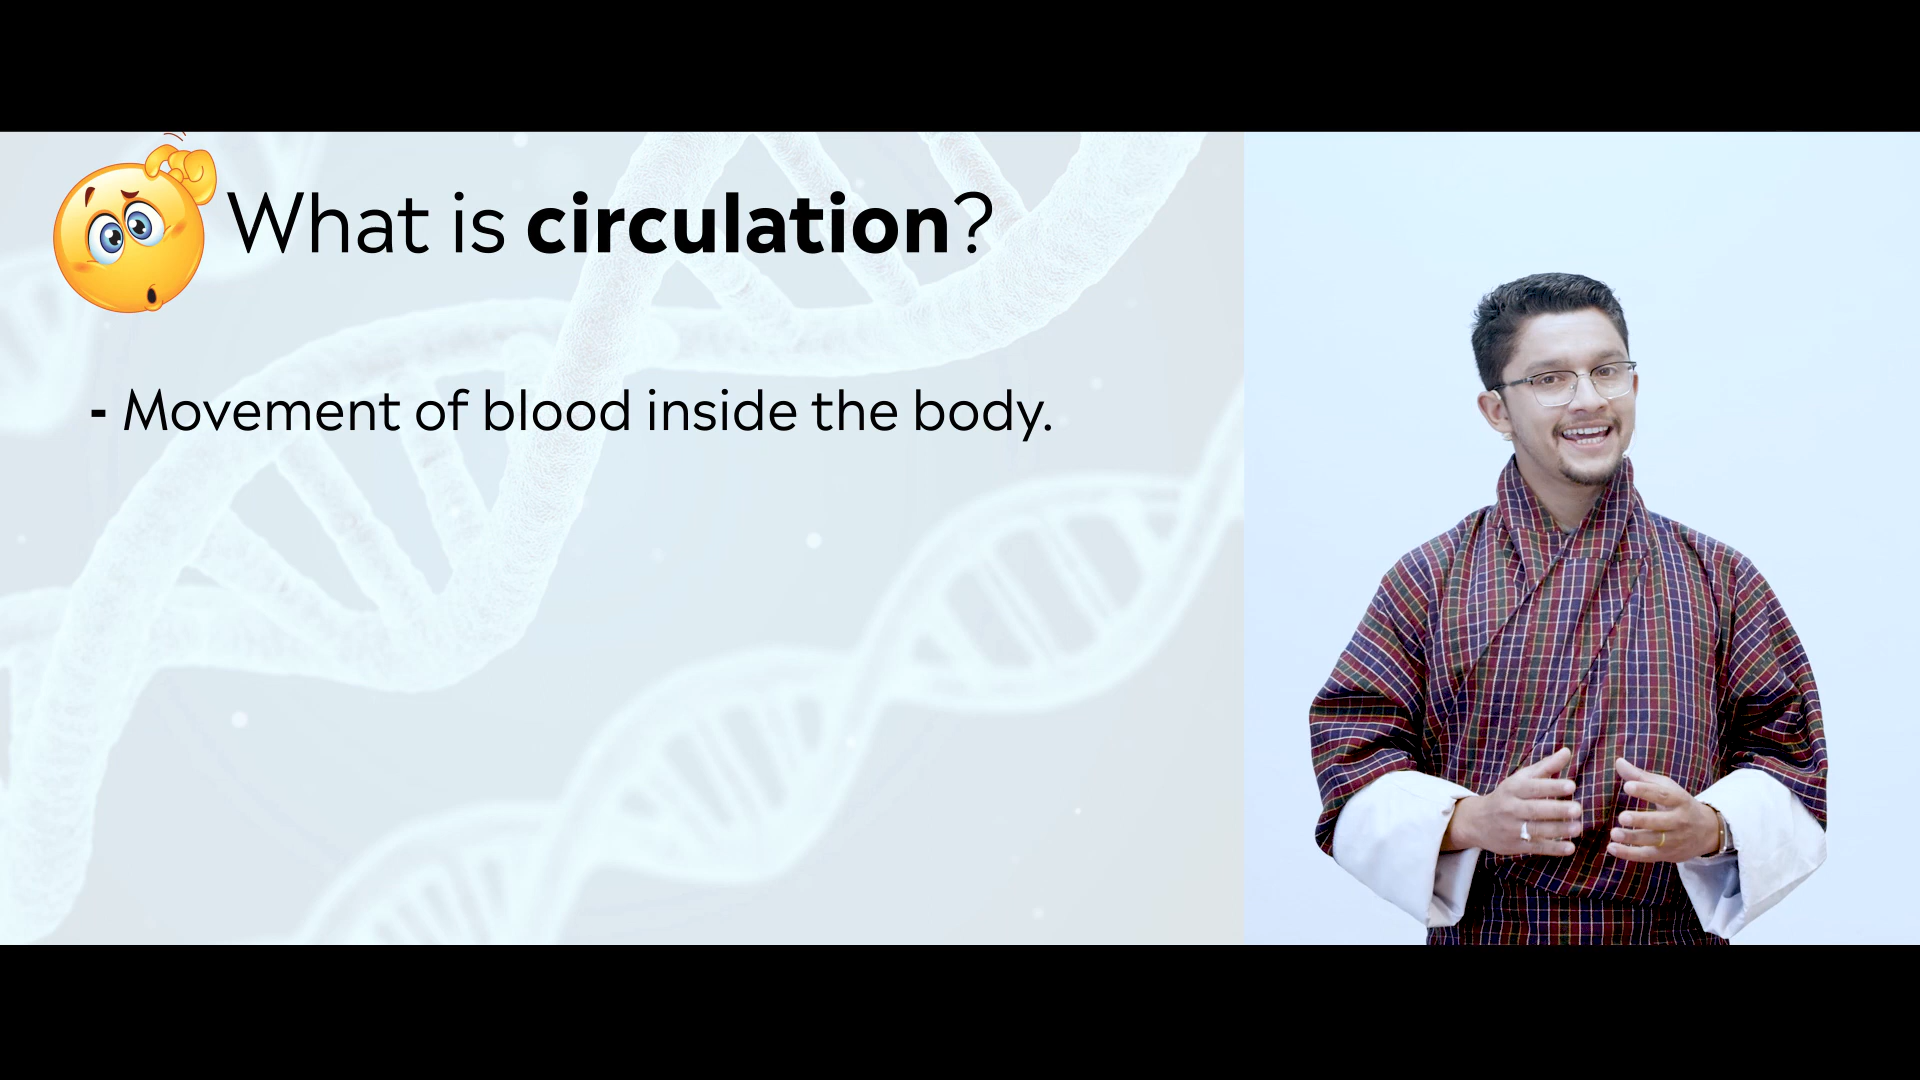 What is circulation?
- Movement of blood inside the body.